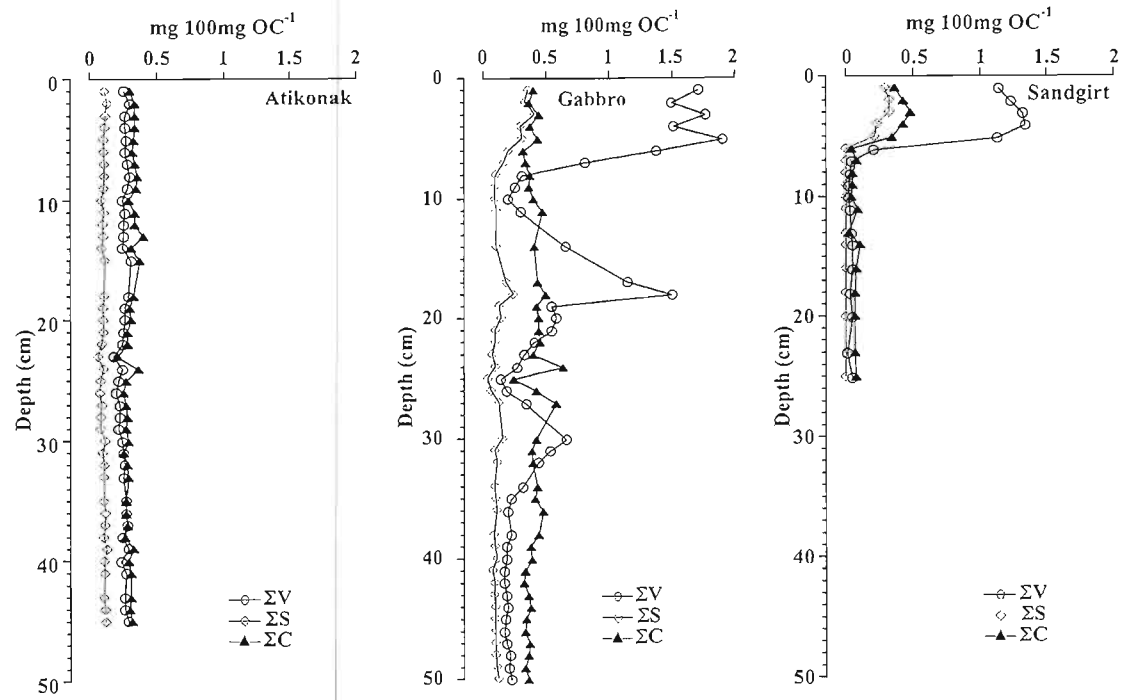 mg 100mg OC⁻¹
0 0.5 1 1.5 2
Atikonak
0
10
20
30
40
50
Depth (cm)
ΣV
ΣS
ΣC
mg 100mg OC⁻¹
0 0.5 1 1.5 2
Gabbro
0
10
20
30
40
50
Depth (cm)
ΣV
ΣS
ΣC
mg 100mg OC⁻¹
0 0.5 1 1.5 2
Sandgirt
0
10
20
30
40
50
Depth (cm)
ΣV
ΣS
ΣC